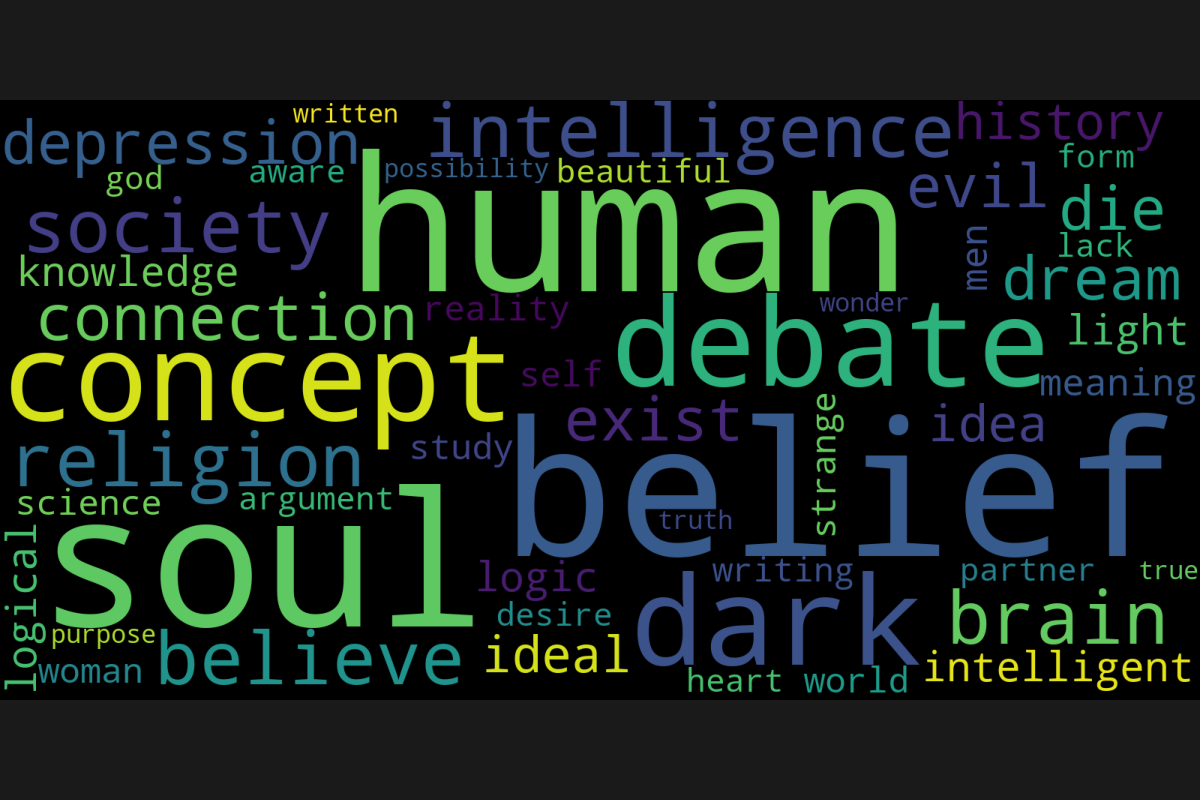 written
depression
intelligence
history
god
aware
possibility
beautiful
form
human
evil
die
society
men
lack
knowledge
dream
connection
reality
wonder
debate
light
concept
self
meaning
exist
strange
idea
religion
study
belief
science
argument
truth
soul
logical
logic
writing
partner
true
desire
dark
brain
purpose
woman
believe
ideal
heart
world
intelligent